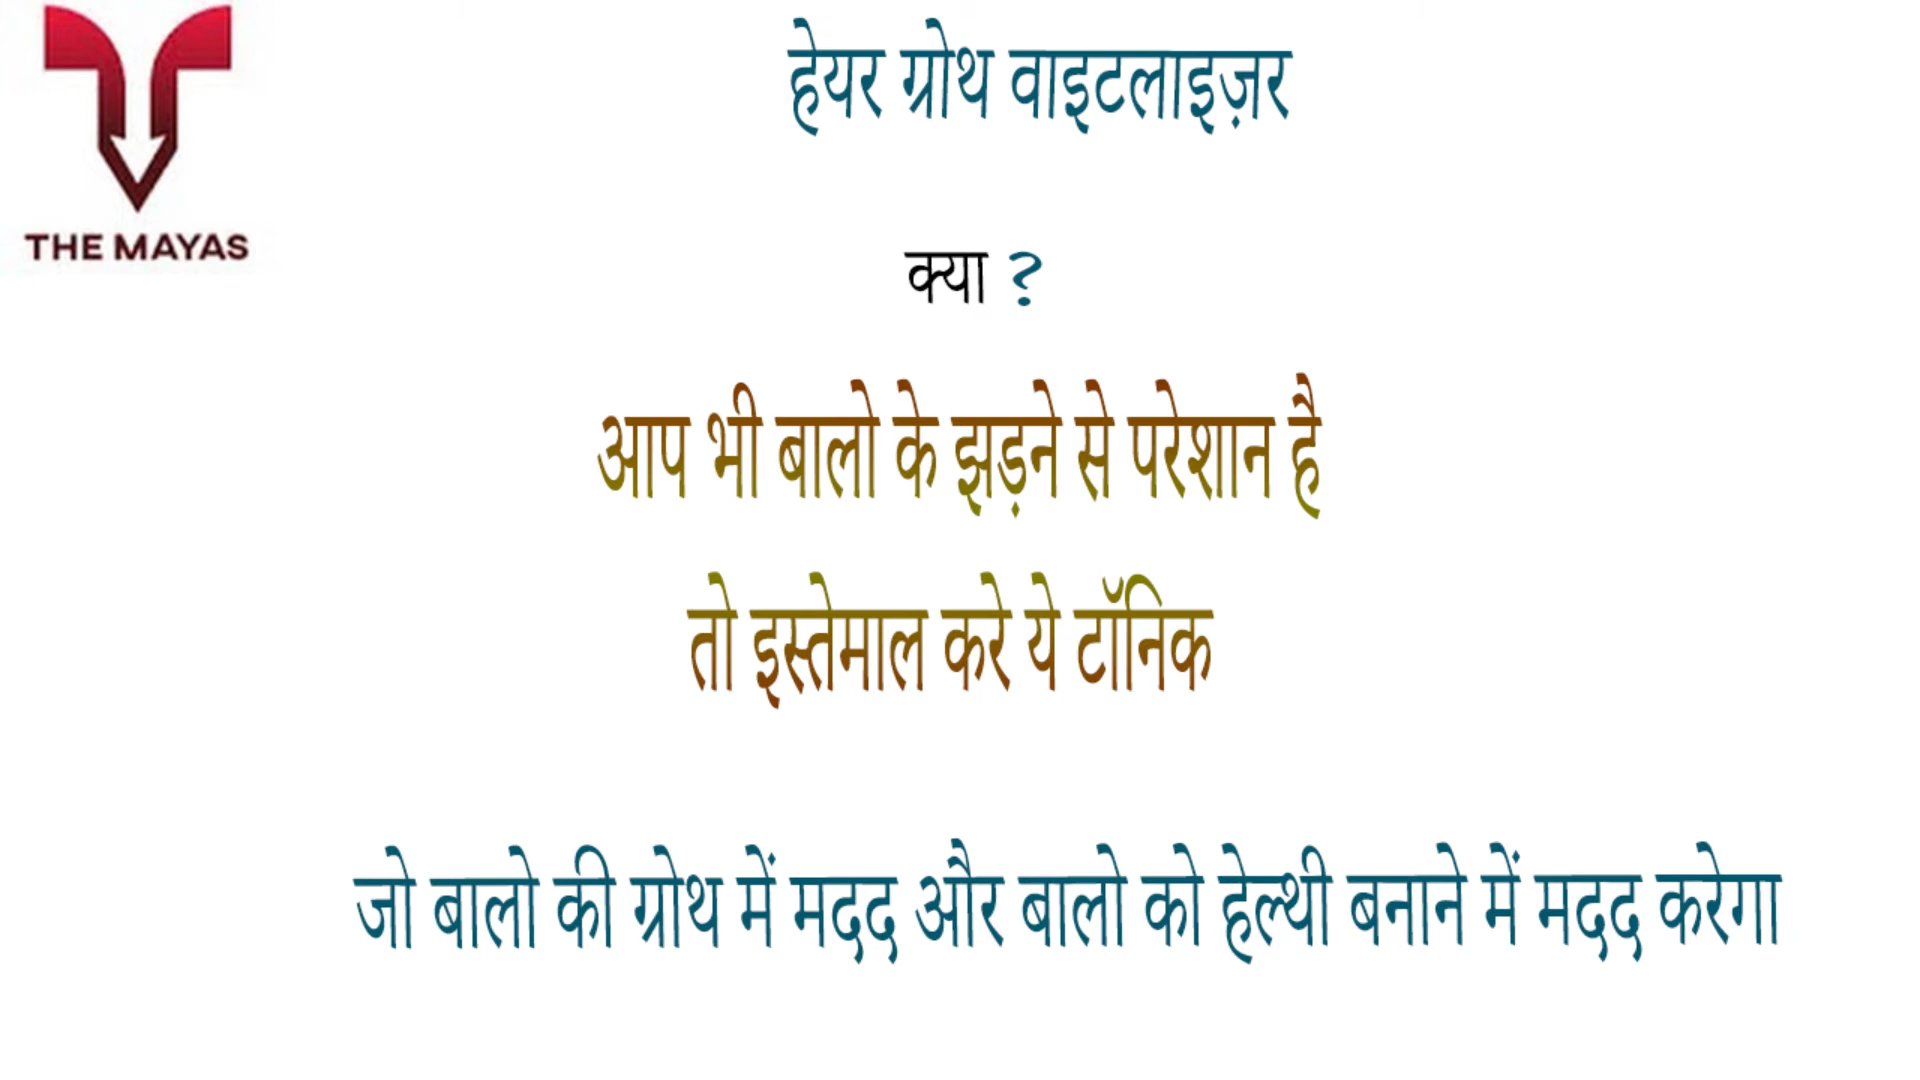 THE MAYAS
हेयर ग्रोथ वाइटलाइज़र
क्या ?
आप भी बालो के झड़ने से परेशान है
तो इस्तेमाल करे ये टॉनिक
जो बालो की ग्रोथ में मदद और बालो को हेल्थी बनाने में मदद करेगा